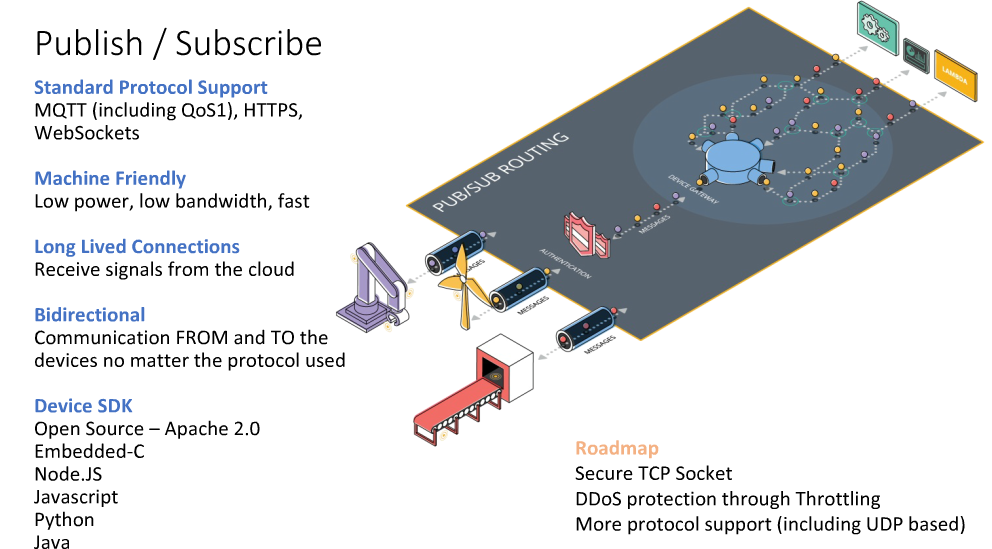 Publish / Subscribe
Standard Protocol Support
MQTT (including QoS1), HTTPS,
WebSockets
Machine Friendly
Low power, low bandwidth, fast
Long Lived Connections
Receive signals from the cloud
Bidirectional
Communication FROM and TO the
devices no matter the protocol used
Device SDK
Open Source – Apache 2.0
Embedded-C
Node.JS
Javascript
Python
Java
LAMBDA
PUB/SUB ROUTING
DEVICE GATEWAY
MESSAGES
AUTHENTICATION
MESSAGES
MESSAGES
MESSAGES
Roadmap
Secure TCP Socket
DDoS protection through Throttling
More protocol support (including UDP based)